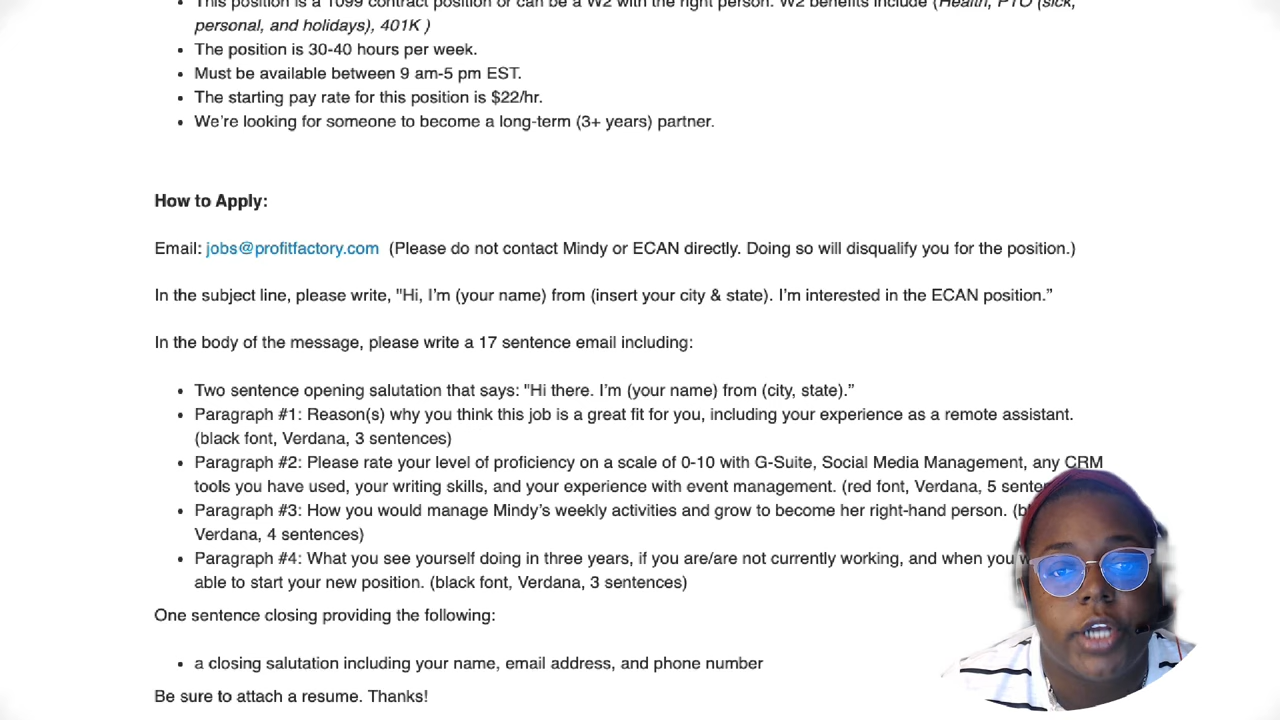 This position is a 1099 contract position or can be a W2 with the right person. W2 benefits include (Health, PTO (sick,
personal, and holidays), 401K )
The position is 30-40 hours per week.
Must be available between 9 am-5 pm EST.
The starting pay rate for this position is $22/hr.
We're looking for someone to become a long-term (3+ years) partner.
How to Apply:
Email: jobs@profitfactory.com (Please do not contact Mindy or ECAN directly. Doing so will disqualify you for the position.)
In the subject line, please write, "Hi, I'm (your name) from (insert your city & state). I'm interested in the ECAN position."
In the body of the message, please write a 17 sentence email including:
Two sentence opening salutation that says: "Hi there. I'm (your name) from (city, state)."
Paragraph #1: Reason(s) why you think this job is a great fit for you, including your experience as a remote assistant.
(black font, Verdana, 3 sentences)
Paragraph #2: Please rate your level of proficiency on a scale of 0-10 with G-Suite, Social Media Management, any CRM
tools you have used, your writing skills, and your experience with event management. (red font, Verdana, 5
Paragraph #3: How you would manage Mindy's weekly activities and grow to become her right-hand person.
Verdana, 4 sentences)
Paragraph #4: What you see yourself doing in three years, if you are/are not currently working, and when you
able to start your new position. (black font, Verdana, 3 sentences)
One sentence closing providing the following:
a closing salutation including your name, email address, and phone number
Be sure to attach a resume. Thanks!